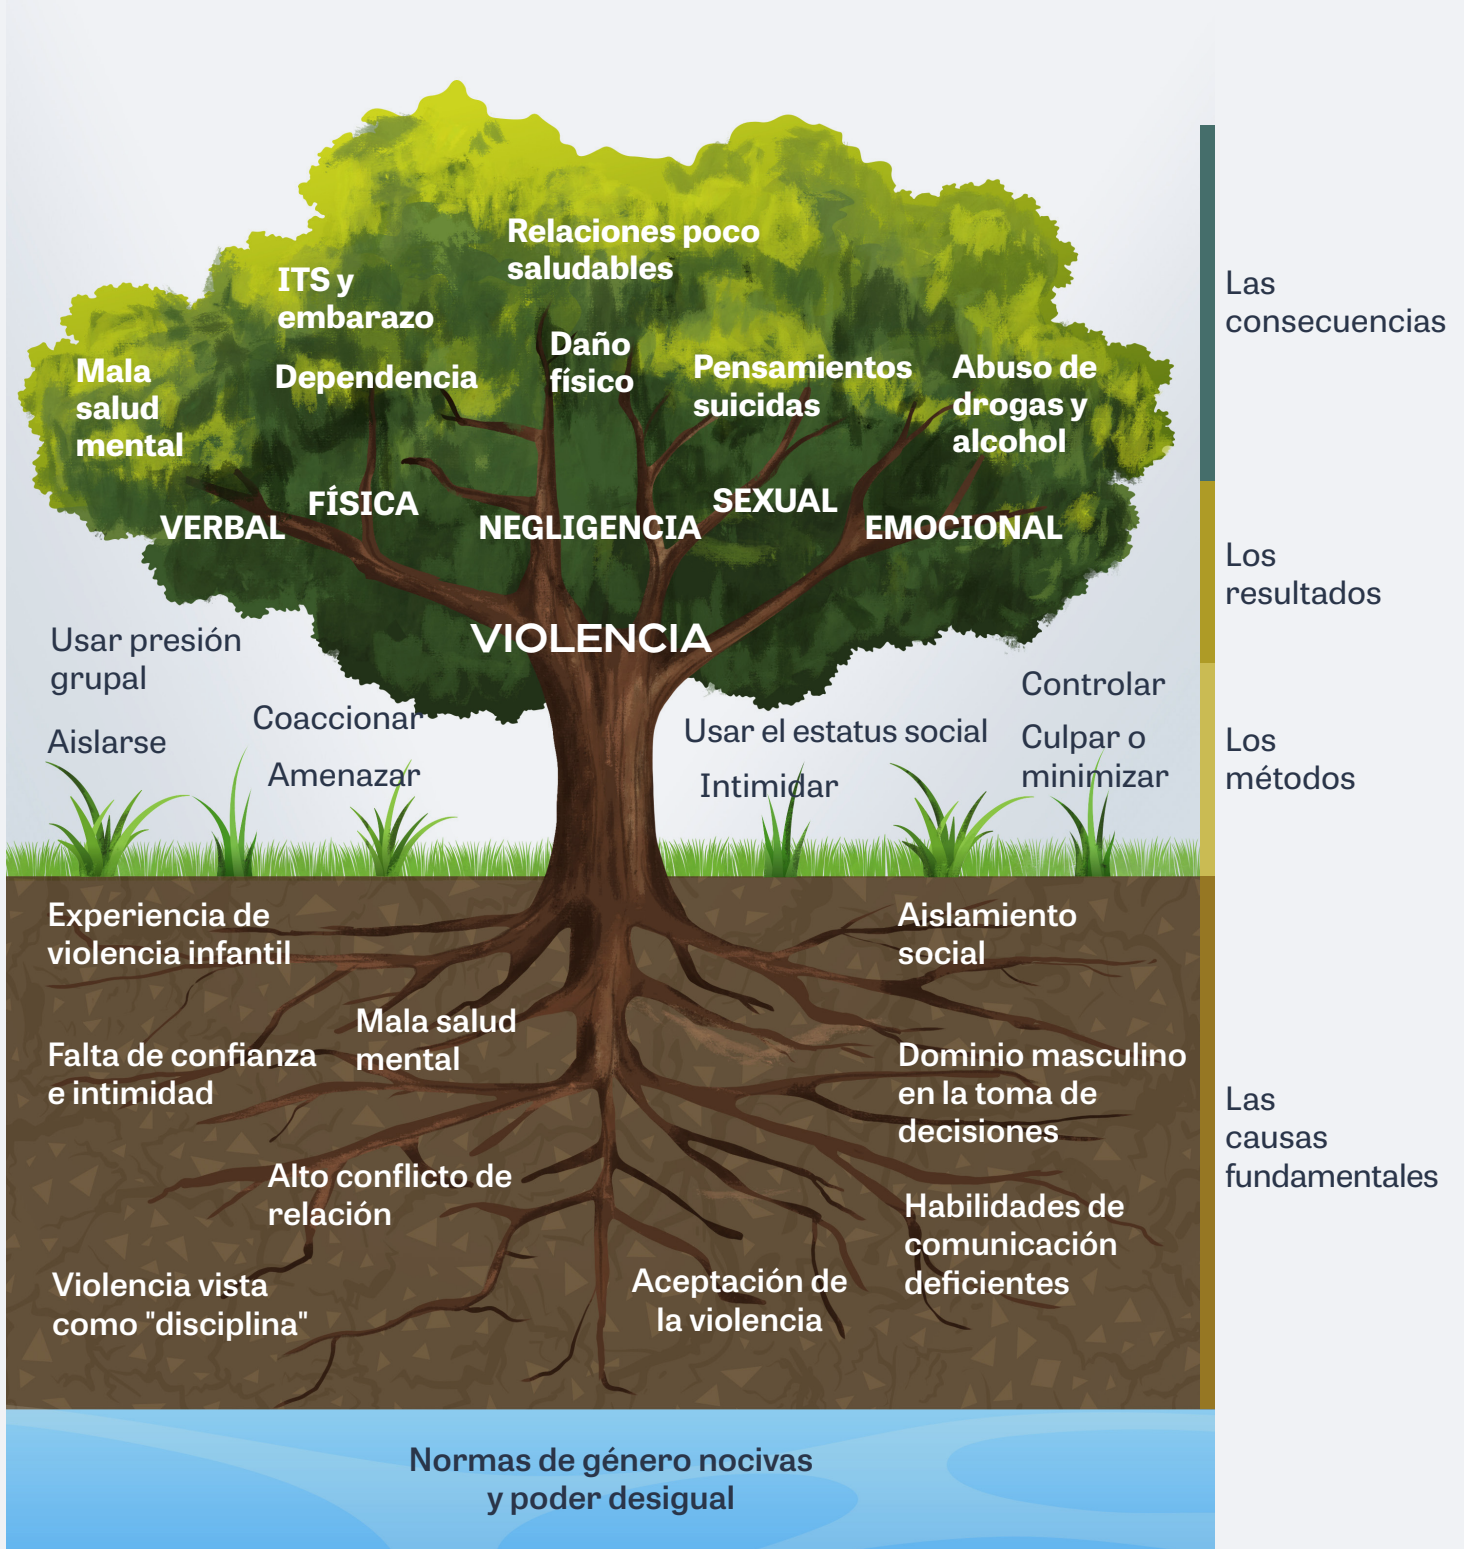 Relaciones poco
saludables
ITS y
embarazo
Las
consecuencias
Mala
salud
mental
Dependencia
Daño
físico
Pensamientos
suicidas
Abuso de
drogas y
alcohol
VERBAL
FÍSICA
NEGLIGENCIA
SEXUAL
EMOCIONAL
Los
resultados
VIOLENCIA
Usar presión
grupal
Aislarse
Coaccionar
Amenazar
Usar el estatus social
Intimidar
Controlar
Culpar o
minimizar
Los
métodos
Experiencia de
violencia infantil
Aislamiento
social
Mala salud
mental
Falta de confianza
e intimidad
Dominio masculino
en la toma de
decisiones
Las
causas
fundamentales
Alto conflicto de
relación
Habilidades de
comunicación
deficientes
Violencia vista
como "disciplina"
Aceptación de
la violencia
Normas de género nocivas
y poder desigual